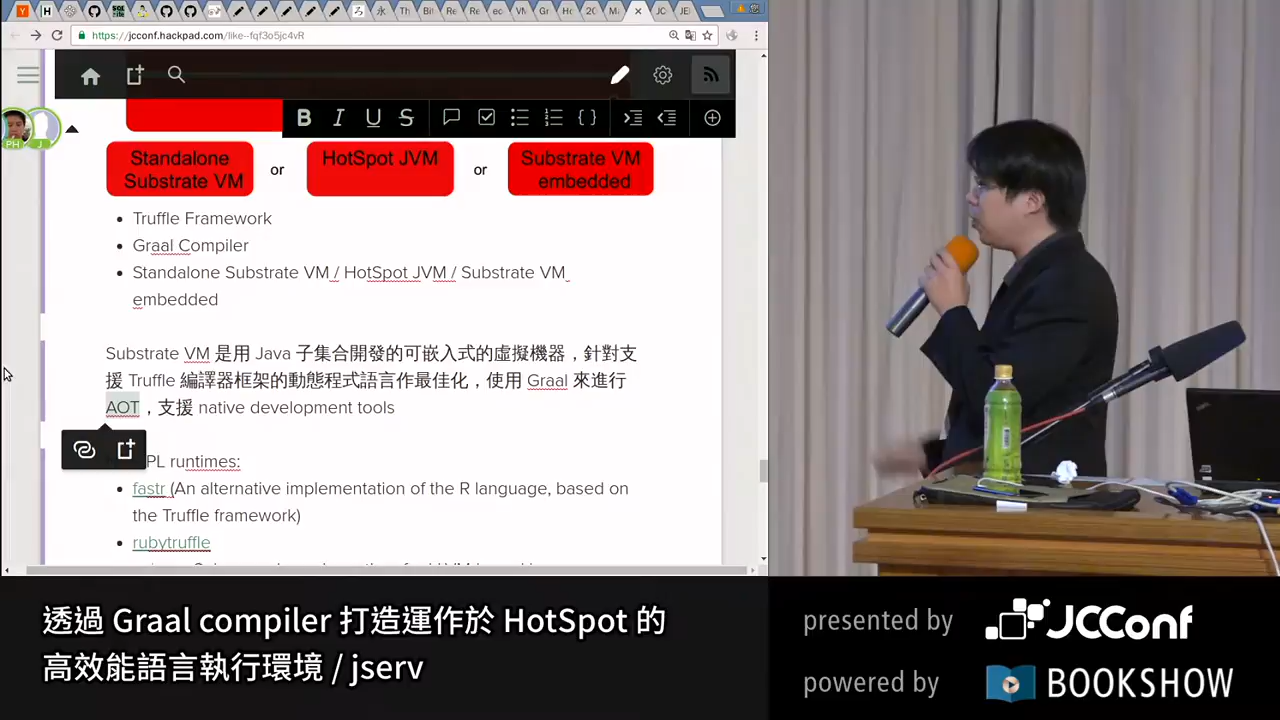 https://jcconf.hackpad.com/like--fqf3o5jc4vR
B I U S
PH J
Standalone
Substrate VM
or
HotSpot JVM
or
Substrate VM
embedded
Truffle Framework
Graal Compiler
Standalone Substrate VM / HotSpot JVM / Substrate VM
embedded
Substrate VM 是用 Java 子集合開發的可嵌入式的虛擬機器，針對支
援 Truffle 編譯器框架的動態程式語言作最佳化，使用 Graal 來進行
AOT，支援 native development tools
PL runtimes:
fastr (An alternative implementation of the R language, based on
the Truffle framework)
rubytruffle
透過 Graal compiler 打造運作於 HotSpot 的
高效能語言執行環境 / jserv
presented by JCConf
powered by BOOKSHOW